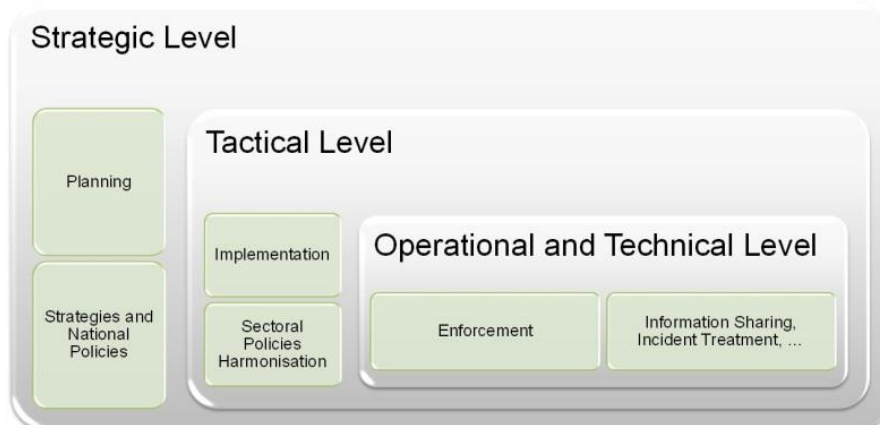 Strategic Level
Planning
Strategies and
National
Policies
Tactical Level
Implementation
Sectoral
Policies
Harmonisation
Operational and Technical Level
Enforcement
Information Sharing,
Incident Treatment, ...